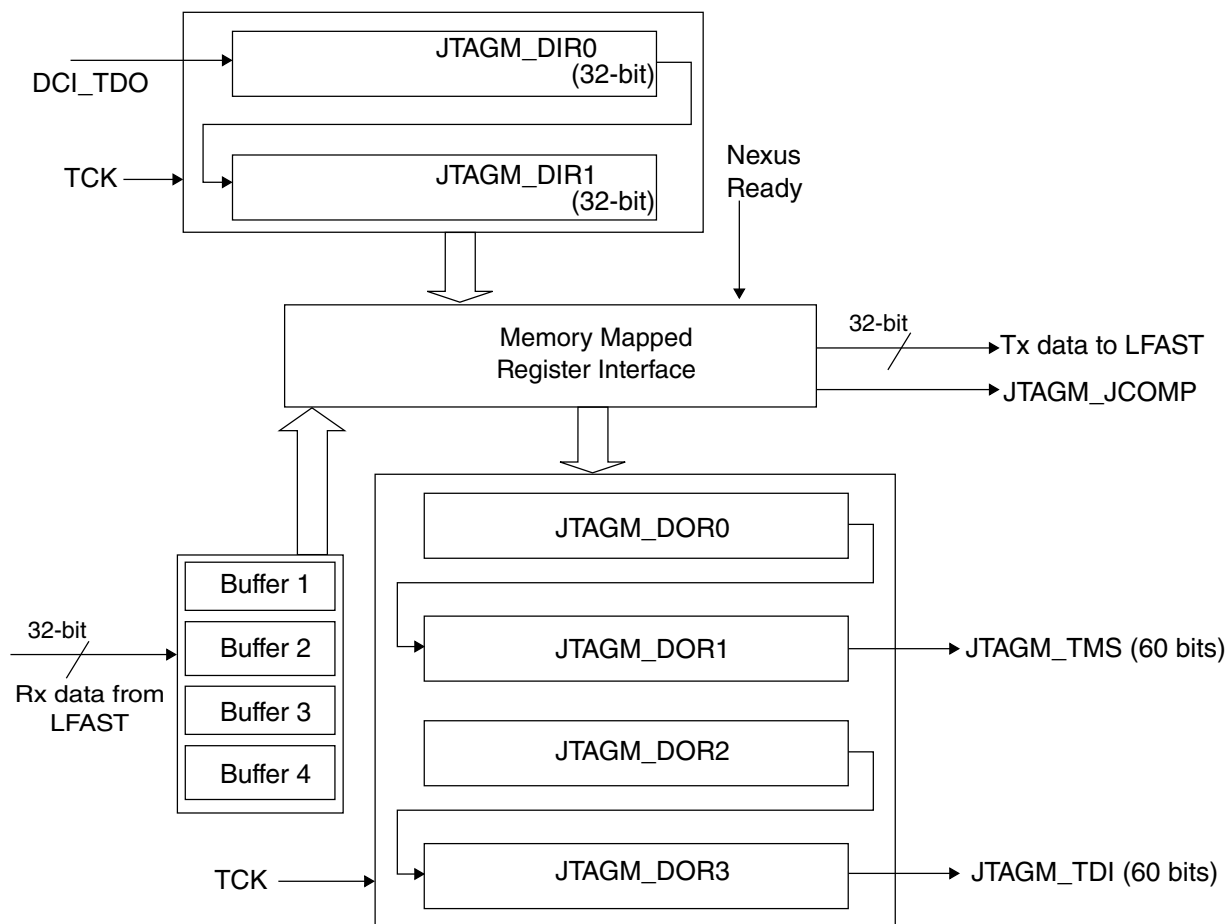 JTAGM_DIR0
(32-bit)
DCI_TDO
TCK
JTAGM_DIR1
(32-bit)
Nexus
Ready
Memory Mapped
Register Interface
32-bit
Tx data to LFAST
JTAGM_JCOMP
JTAGM_DOR0
Buffer 1
Buffer 2
Buffer 3
Buffer 4
32-bit
Rx data from
LFAST
JTAGM_DOR1
JTAGM_TMS (60 bits)
JTAGM_DOR2
TCK
JTAGM_DOR3
JTAGM_TDI (60 bits)